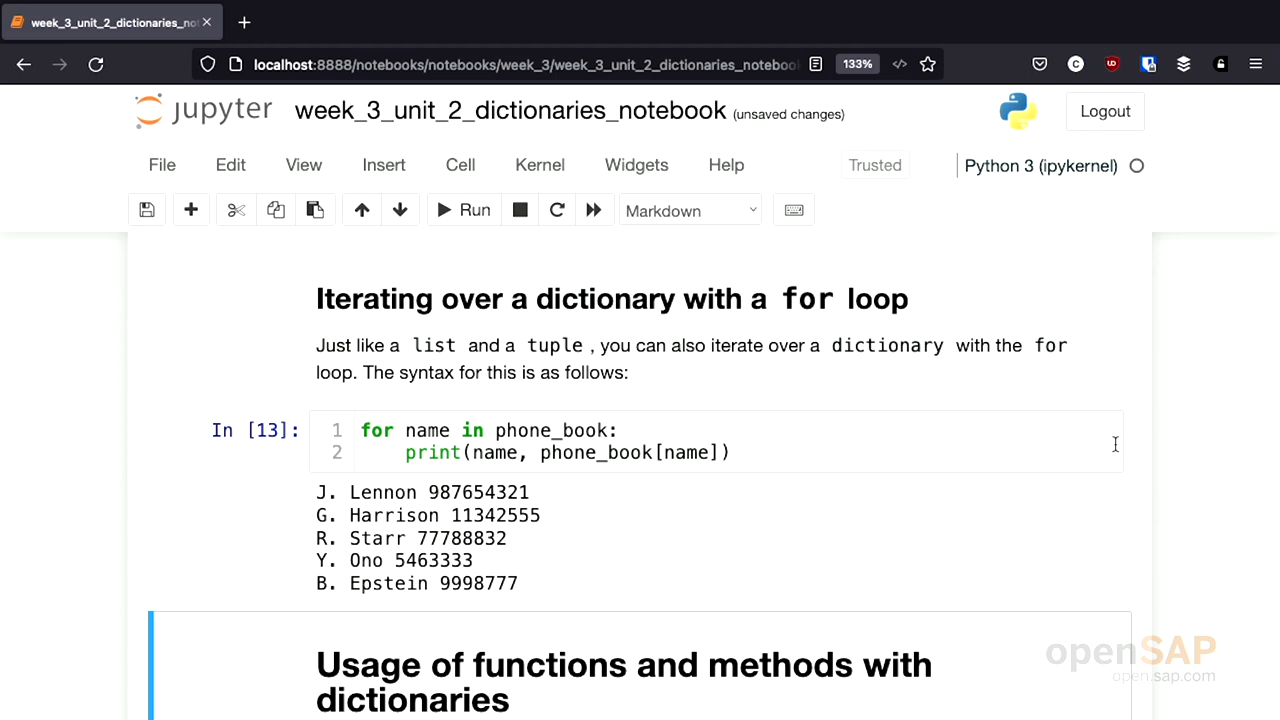 week_3_unit_2_dictionaries_no
localhost:8888/notebooks/notebooks/week_3/week_3_unit_2_dictionaries_noteboo
133%
jupyter week_3_unit_2_dictionaries_notebook (unsaved changes)
Logout
File Edit View Insert Cell Kernel Widgets Help Trusted Python 3 (ipykernel)
Run Markdown
Iterating over a dictionary with a for loop
Just like a list and a tuple , you can also iterate over a dictionary with the for
loop. The syntax for this is as follows:
In [13]: 1 for name in phone_book:
2 print(name, phone_book[name])
J. Lennon 987654321
G. Harrison 11342555
R. Starr 77788832
Y. Ono 5463333
B. Epstein 9998777
Usage of functions and methods with
dictionaries
openSAP
open.sap.com